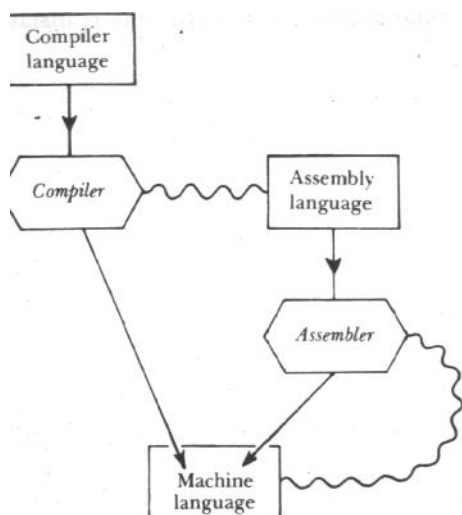 Compiler
language
Compiler
Assembly
language
Assembler
Machine
language